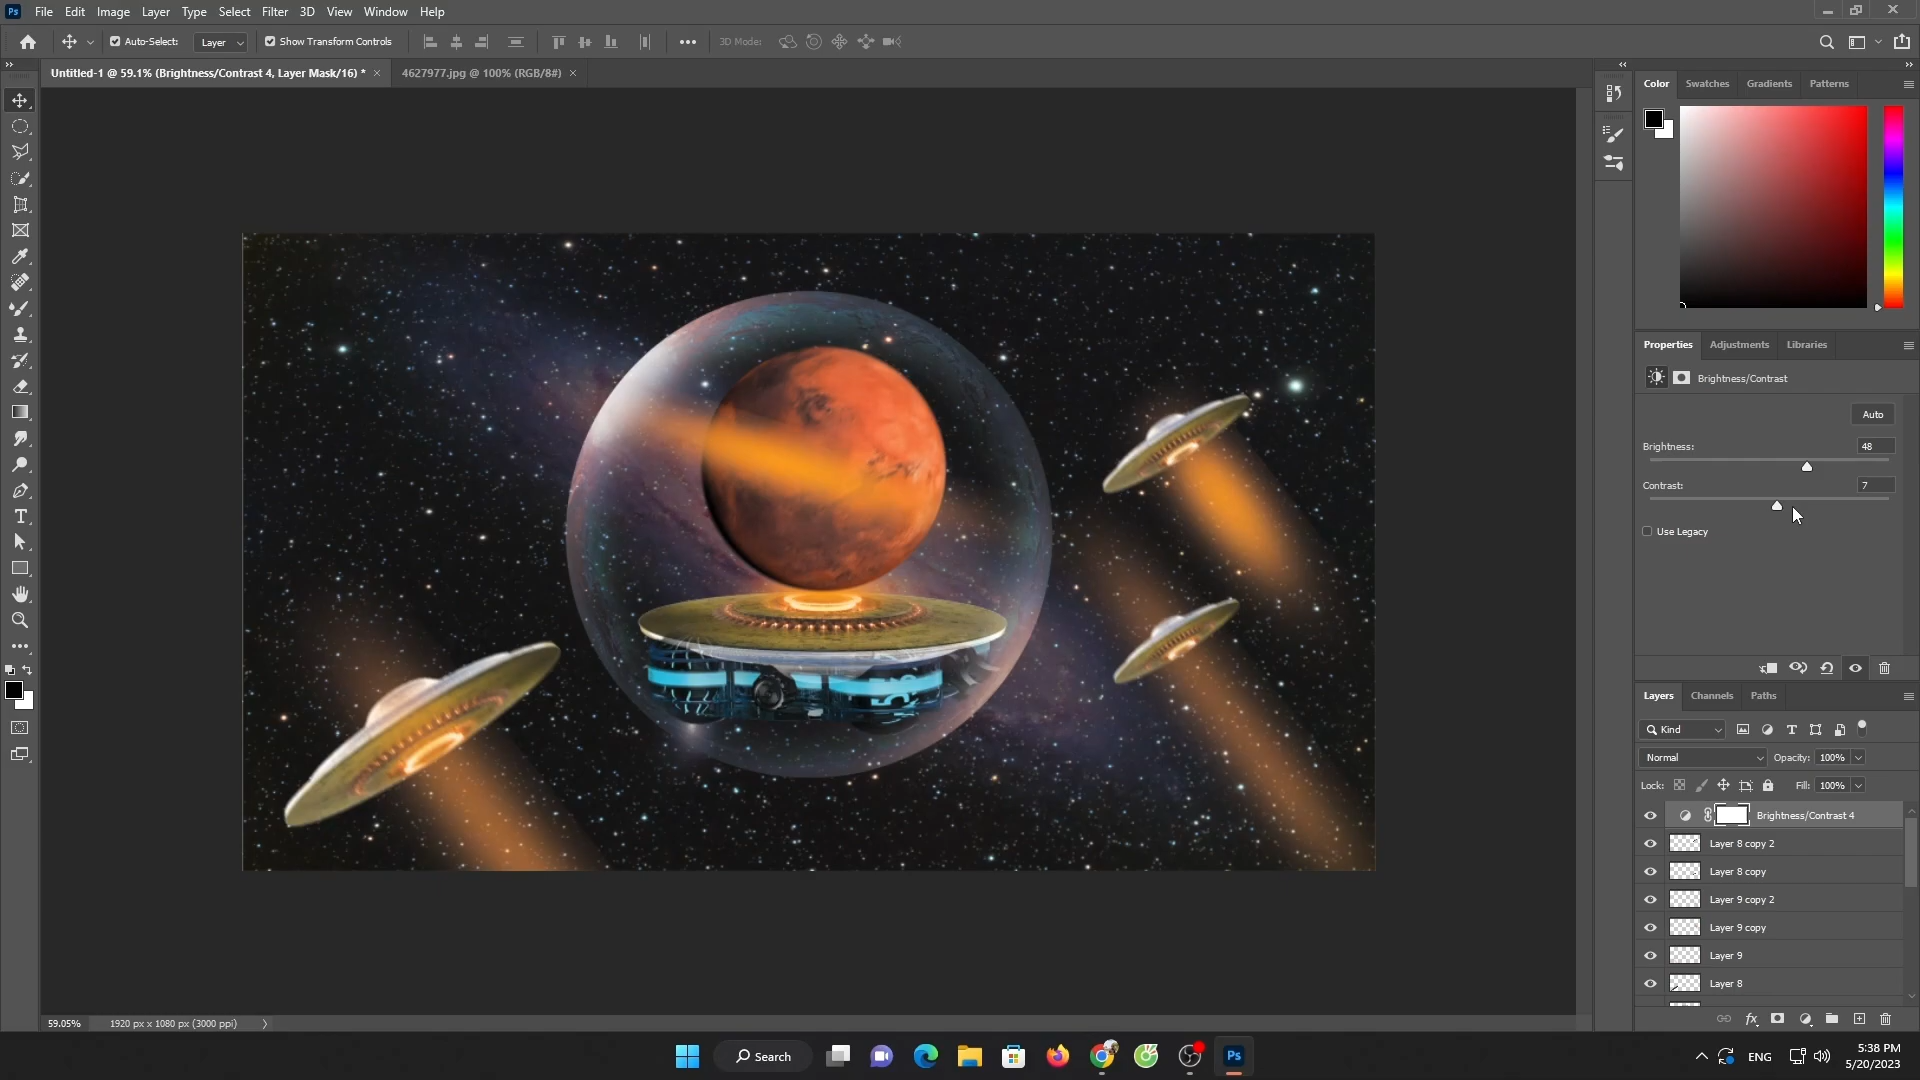 Ps File Edit Image Layer Type Select Filter 3D View Window Help
Auto-Select: Layer Show Transform Controls 3D Mode:
Untitled-1 @ 59.1% (Brightness/Contrast 4, Layer Mask/16) * × 4627977.jpg @ 100% (RGB/8#) ×
Color Swatches Gradients Patterns
Properties Adjustments Libraries
Brightness/Contrast
Auto
Brightness: 48
Contrast: 7
Use Legacy
Layers Channels Paths
Kind
Normal Opacity: 100%
Lock: Fill: 100%
Brightness/Contrast 4
Layer 8 copy 2
Layer 8 copy
Layer 9 copy 2
Layer 9 copy
Layer 9
Layer 8
59.05% 1920 px x 1080 px (3000 ppi)
Search
Ps
ENG
5:38 PM
5/20/2023